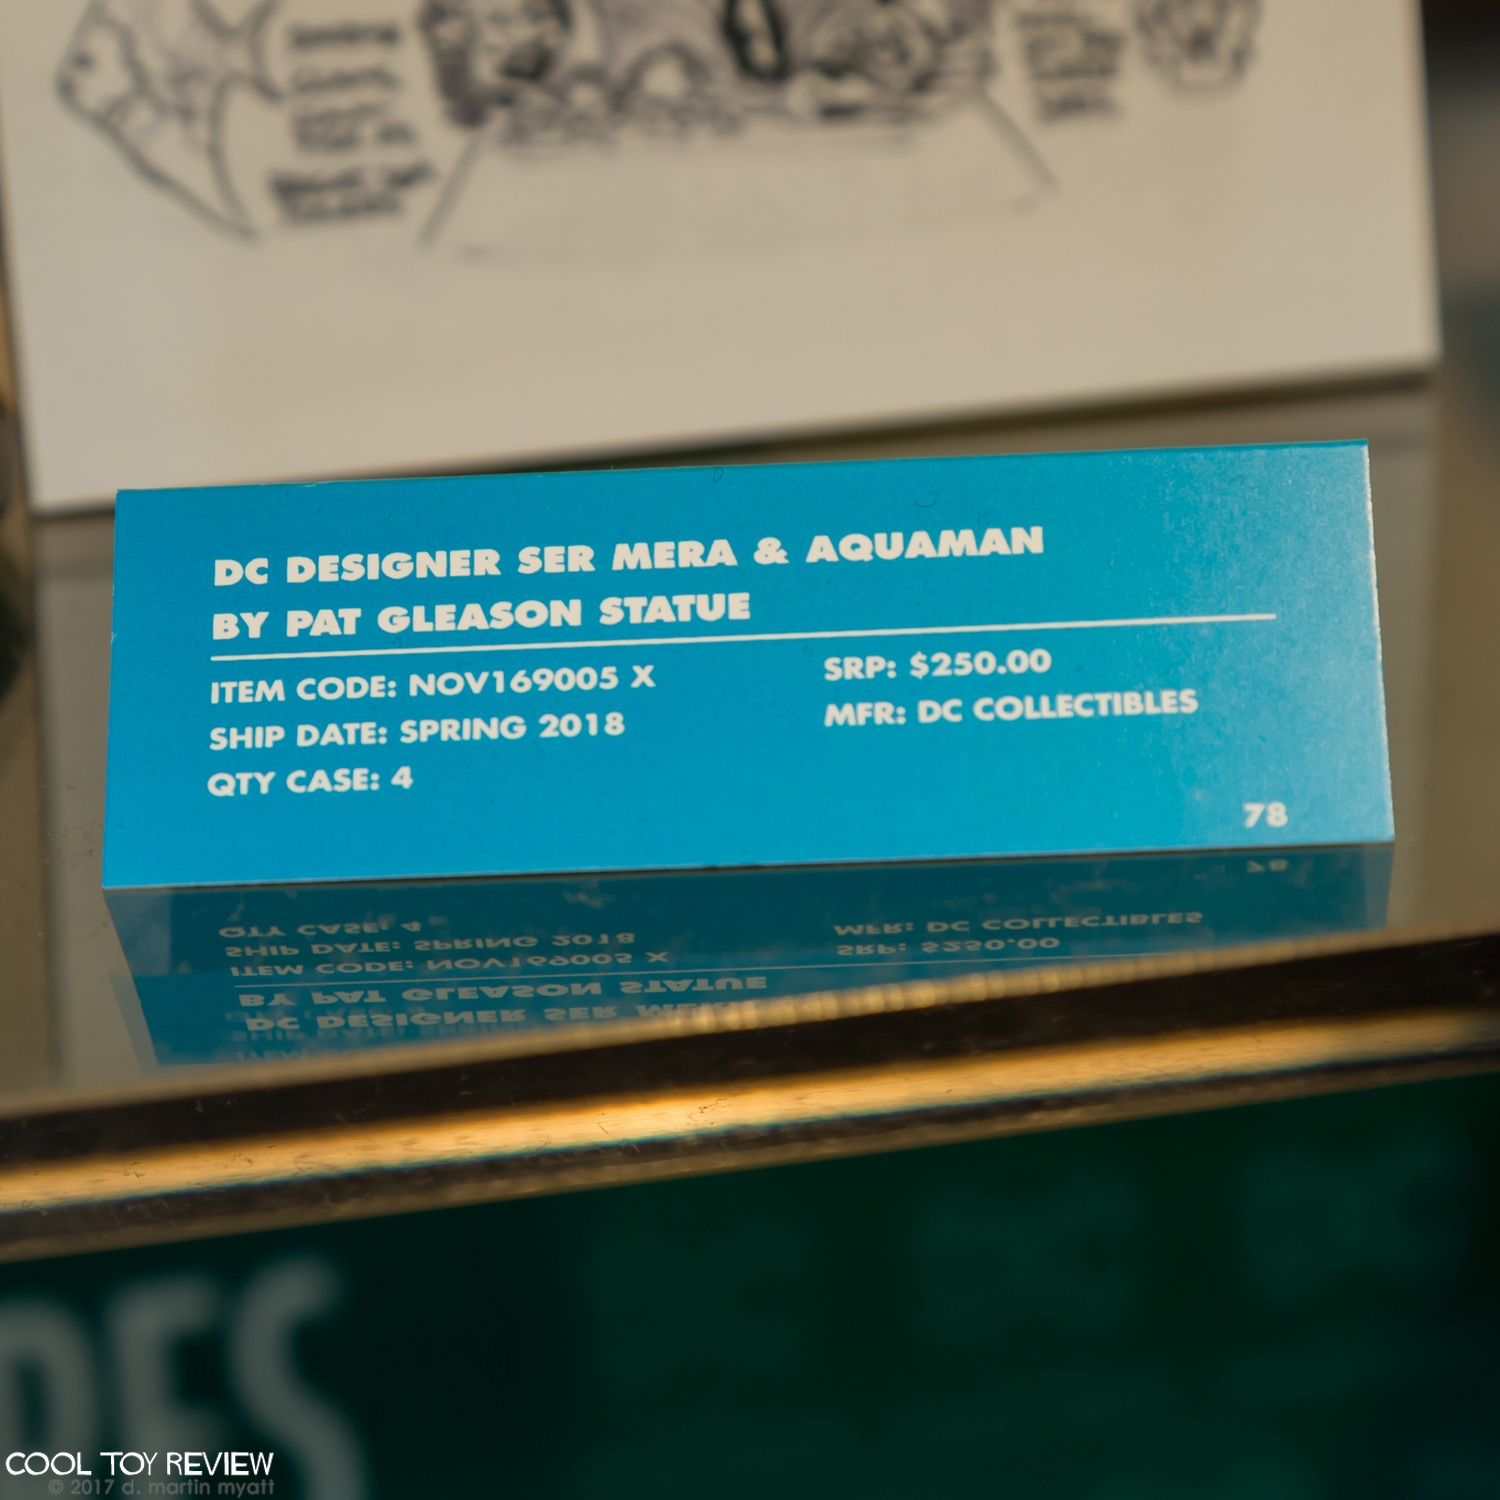 DC DESIGNER SER MERA & AQUAMAN
BY PAT GLEASON STATUE
ITEM CODE: NOV169005 X
SHIP DATE: SPRING 2018
QTY CASE: 4
SRP: $250.00
MFR: DC COLLECTIBLES
78
COOL TOY REVIEW
© 2017 d. martin myatt